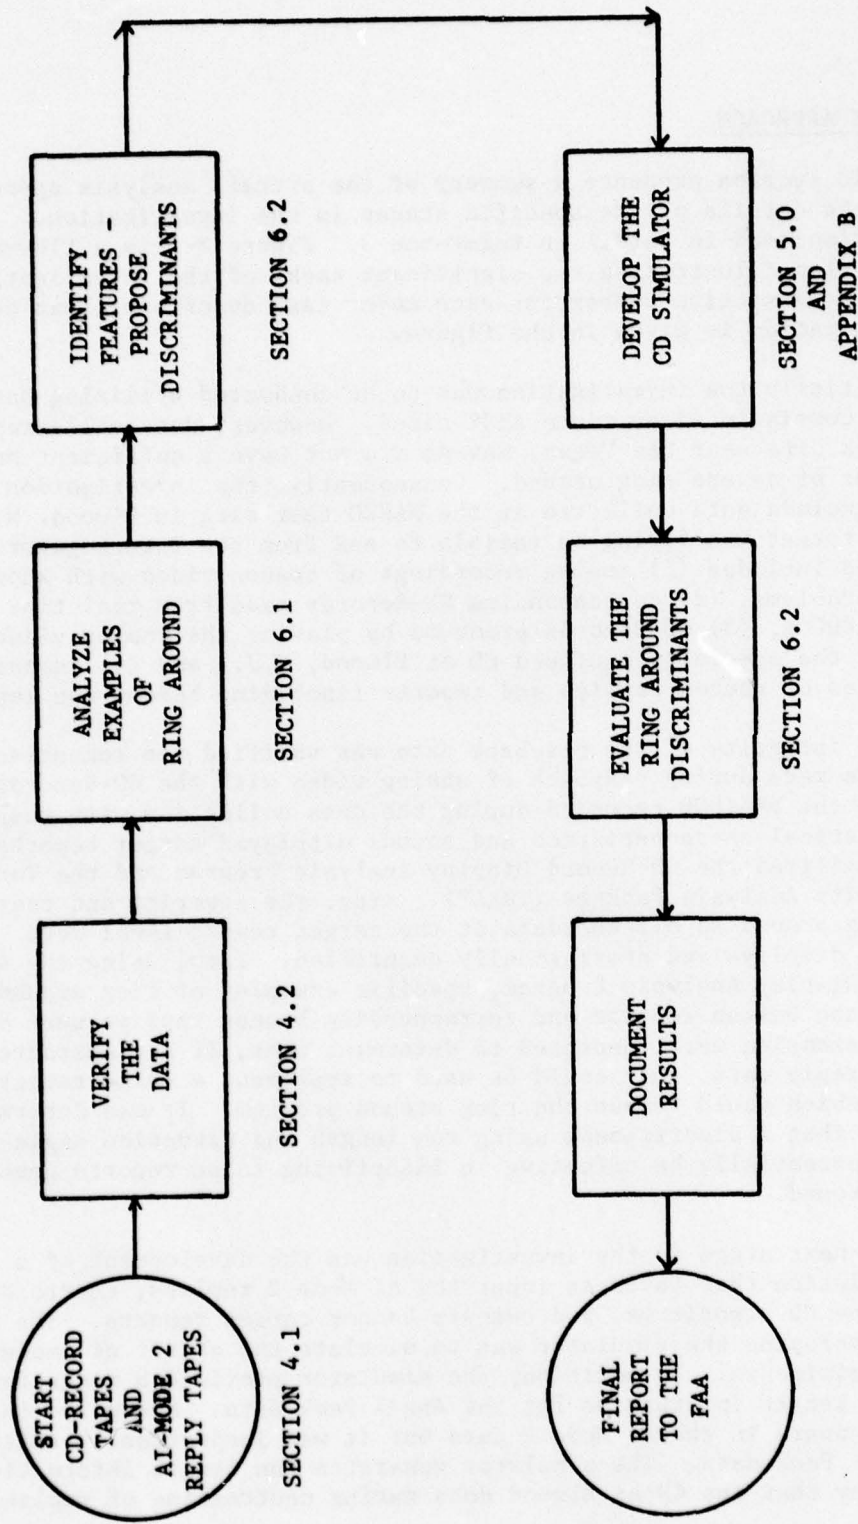 START
CD-RECORD
TAPES
AND
AI-MODE 2
REPLY TAPES
SECTION 4.1
VERIFY
THE
DATA
SECTION 4.2
ANALYZE
EXAMPLES
OF
RING AROUND
SECTION 6.1
IDENTIFY
FEATURES -
PROPOSE
DISCRIMINANTS
SECTION 6.2
DEVELOP THE
CD SIMULATOR
SECTION 5.0
AND
APPENDIX B
EVALUATE THE
RING AROUND
DISCRIMINANTS
SECTION 6.2
DOCUMENT
RESULTS
FINAL
REPORT
TO THE
FAA